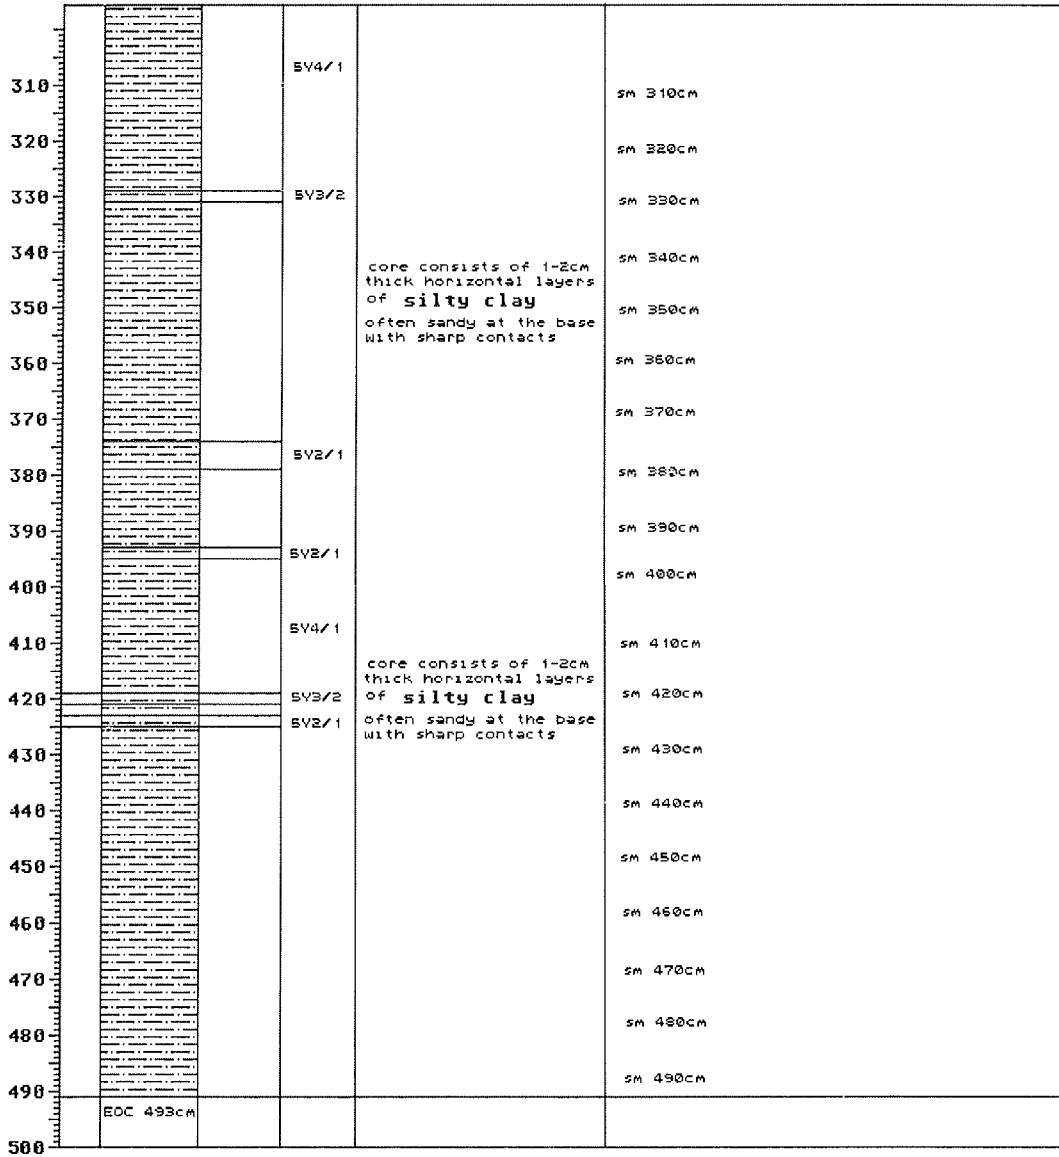 310
320
330
340
350
360
370
380
390
400
410
420
430
440
450
460
470
480
490
500
EOC 493cm
5Y4/1
5Y3/2
5Y2/1
5Y2/1
5Y4/1
5Y3/2
5Y2/1
core consists of 1-2cm
thick horizontal layers
of silty clay
often sandy at the base
with sharp contacts
core consists of 1-2cm
thick horizontal layers
of silty clay
often sandy at the base
with sharp contacts
sm 310cm
sm 320cm
sm 330cm
sm 340cm
sm 350cm
sm 360cm
sm 370cm
sm 380cm
sm 390cm
sm 400cm
sm 410cm
sm 420cm
sm 430cm
sm 440cm
sm 450cm
sm 460cm
sm 470cm
sm 480cm
sm 490cm